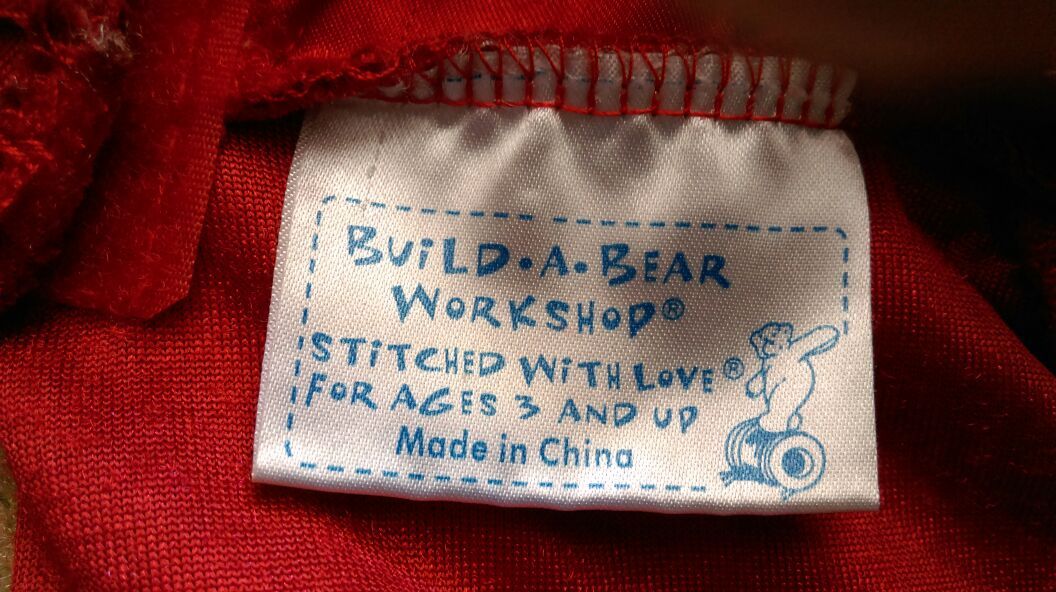 BUiLD•A•BEAR
WORKSHOP®
STiTCHED WiTH LOVE®
FOR AGES 3 AND UP
Made in China